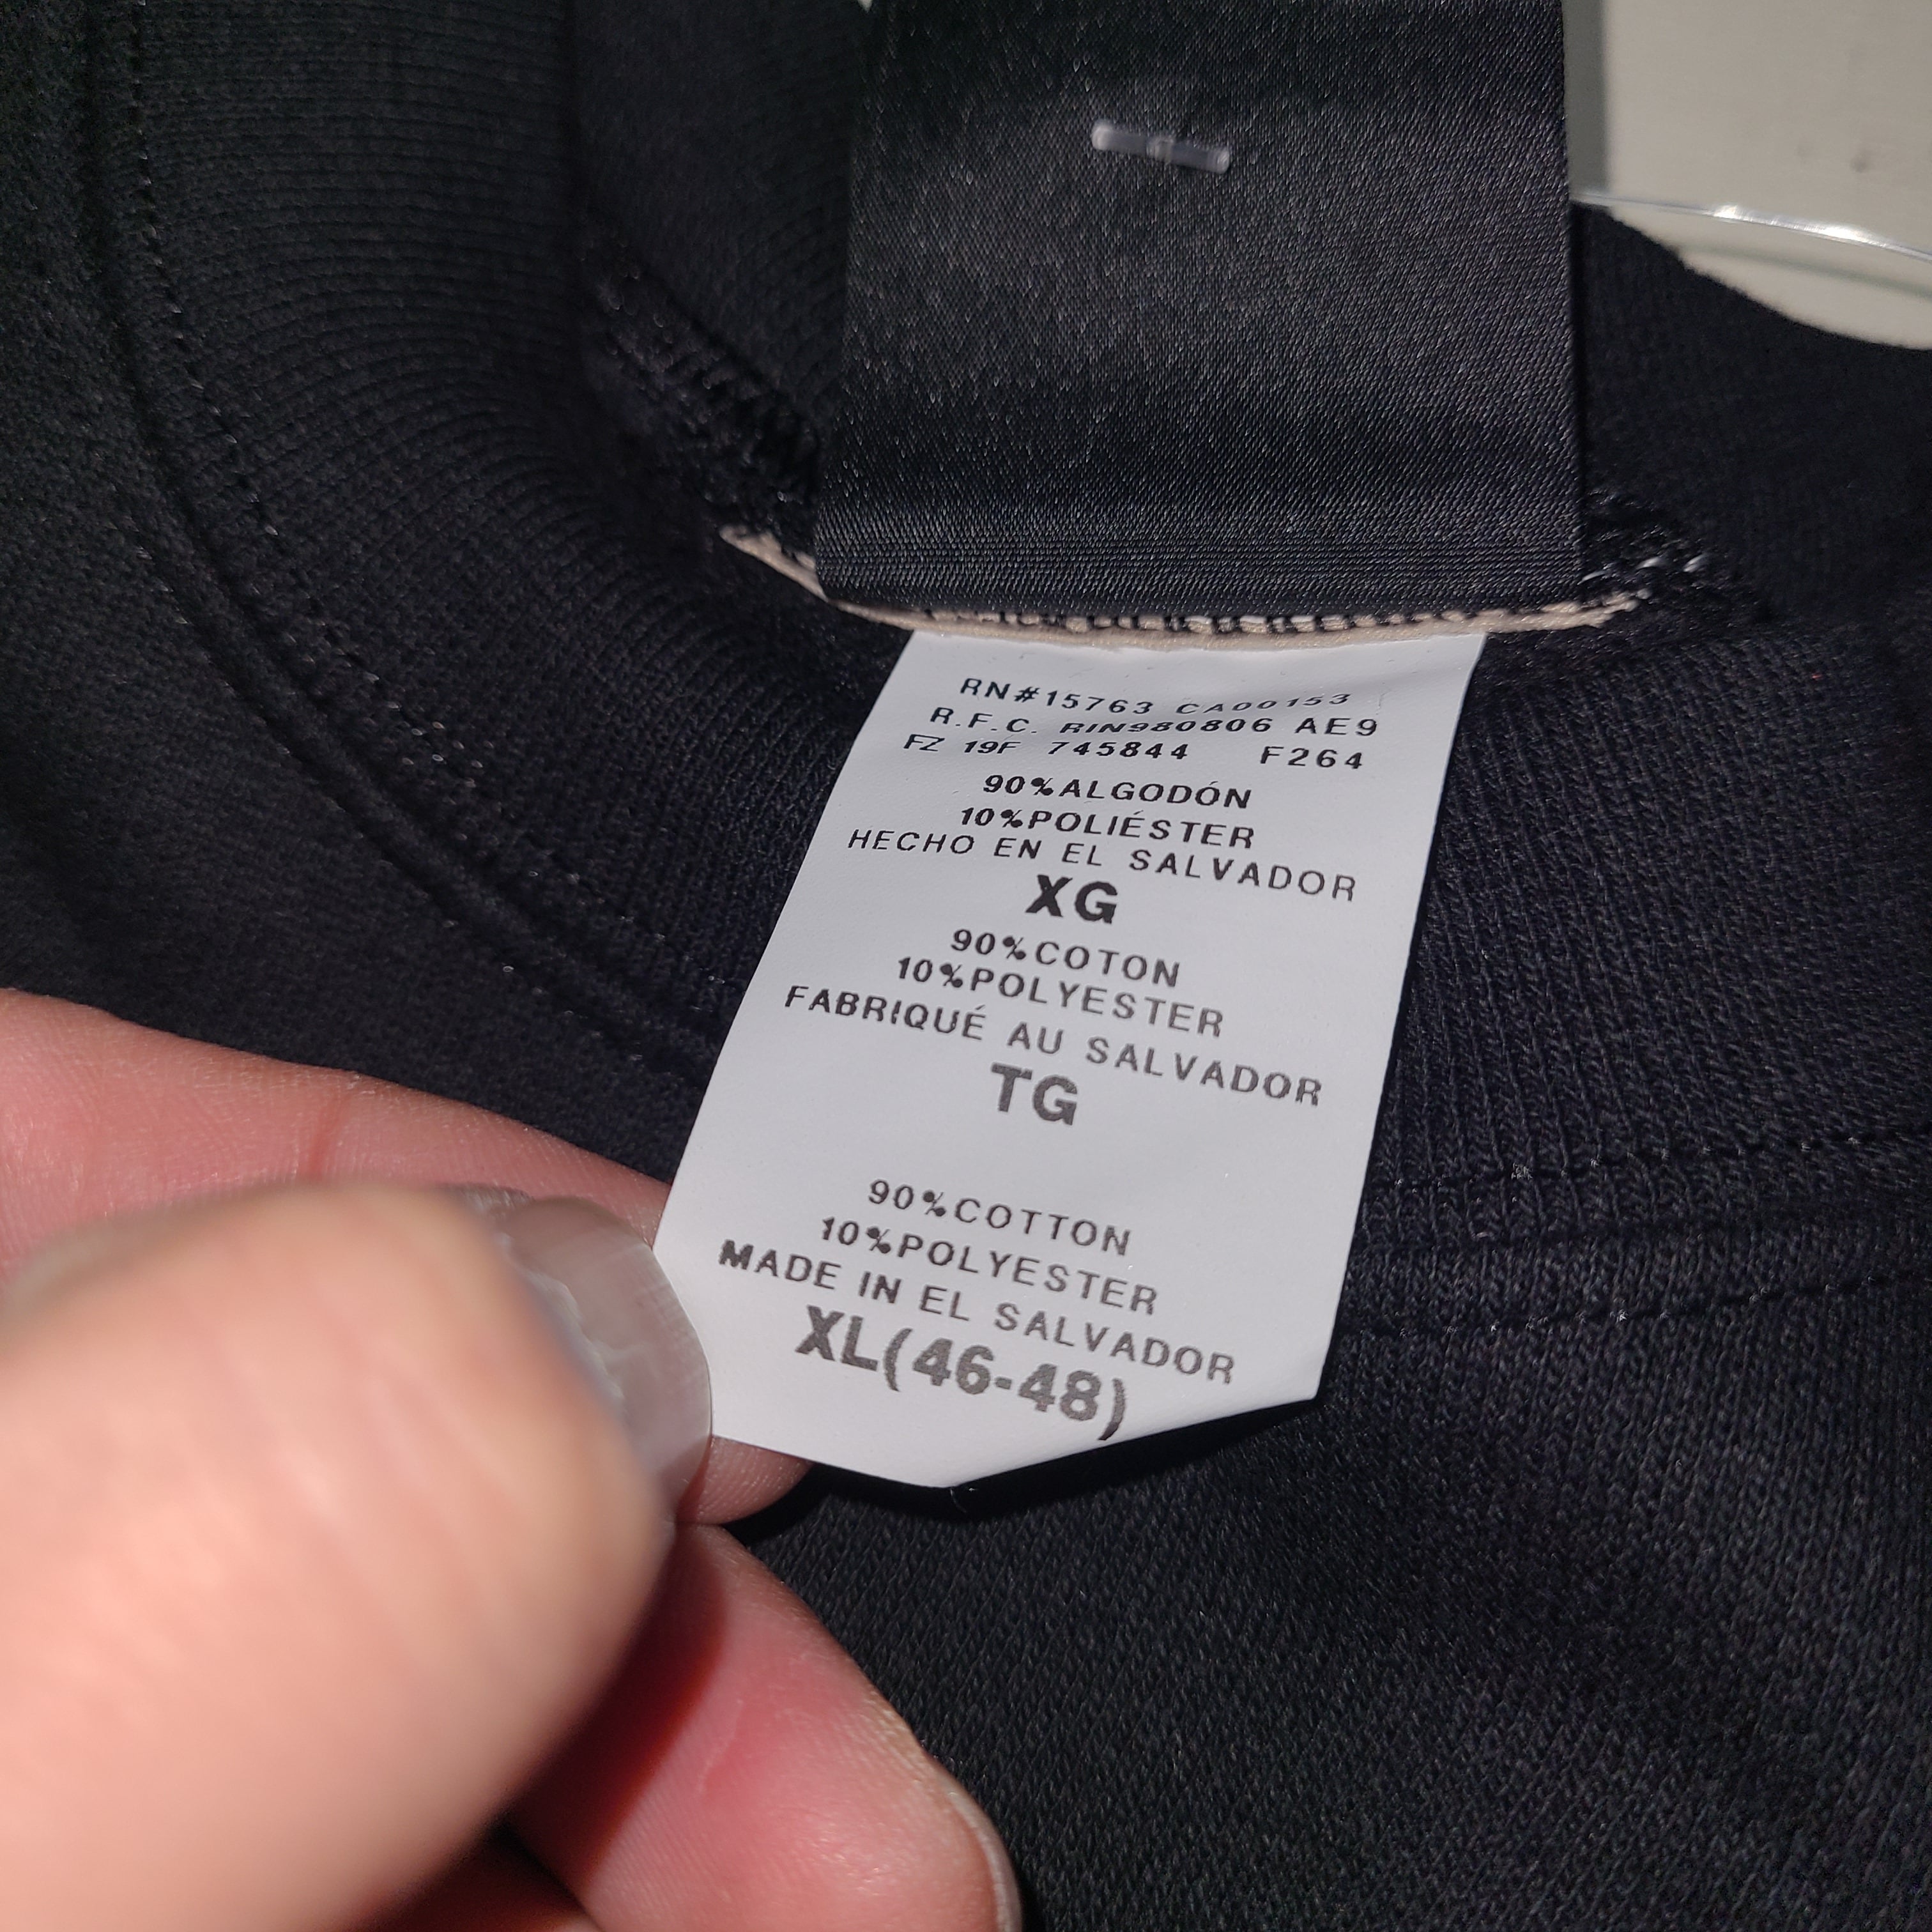 RN#15763 CA00153
R.F.C. RIN980806 AE9
FZ 19F 745844 F264
90%ALGODÓN
10%POLIÉSTER
HECHO EN EL SALVADOR
XG
90%COTON
10%POLYESTER
FABRIQUÉ AU SALVADOR
TG
90%COTTON
10%POLYESTER
MADE IN EL SALVADOR
XL(46-48)